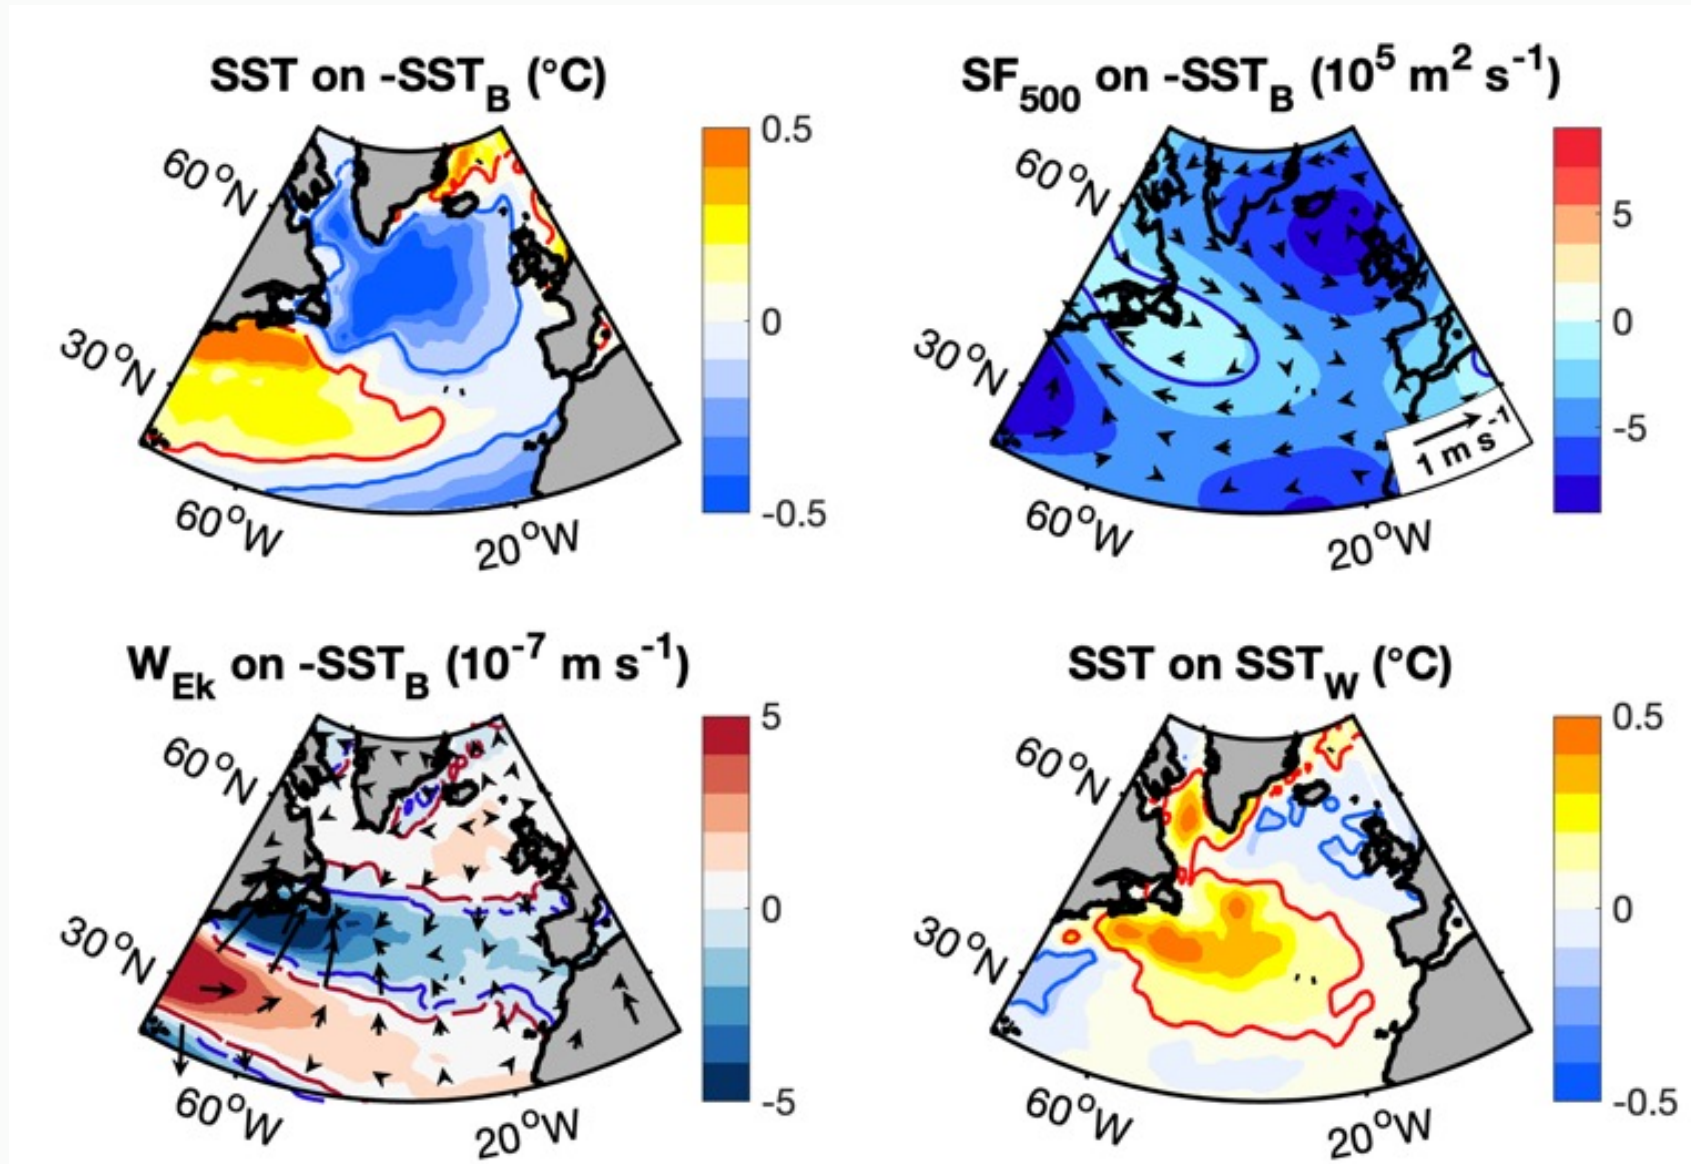 SST on -SST_B (°C)
0.5
0
-0.5
60°N
30°N
60°W
20°W
SF_500 on -SST_B (10^5 m^2 s^-1)
5
0
-5
60°N
30°N
60°W
20°W
1 m s^-1
W_Ek on -SST_B (10^-7 m s^-1)
5
0
-5
60°N
30°N
60°W
20°W
SST on SST_W (°C)
0.5
0
-0.5
60°N
30°N
60°W
20°W